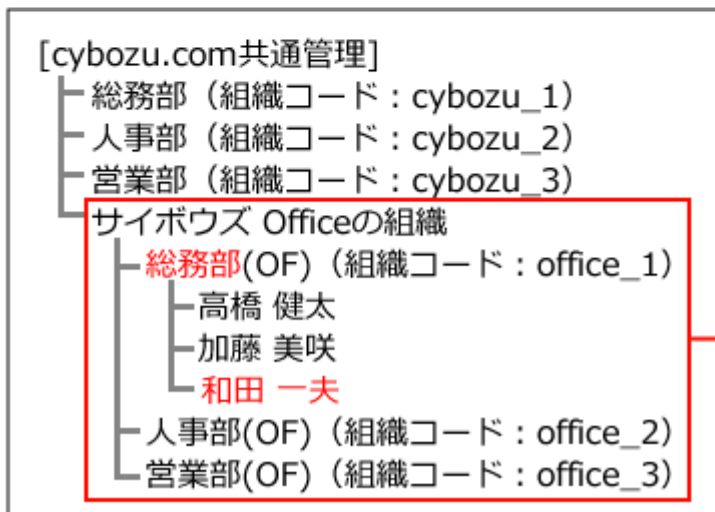 [cybozu.com共通管理]
総務部（組織コード：cybozu_1）
人事部（組織コード：cybozu_2）
営業部（組織コード：cybozu_3）
サイボウズ Officeの組織
総務部(OF)（組織コード：office_1）
高橋 健太
加藤 美咲
和田 一夫
人事部(OF)（組織コード：office_2）
営業部(OF)（組織コード：office_3）